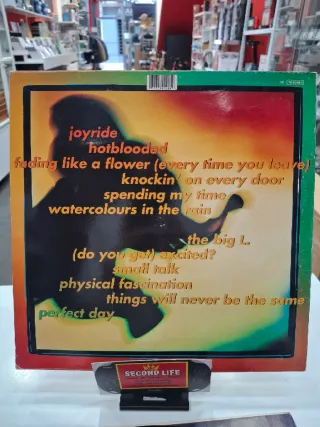 joyride
hotblooded
fading like a flower (every time you leave)
knockin' on every door
spending my time
watercolours in the rain
the big L.
(do you get) excited?
small talk
physical fascination
things will never be the same
perfect day
SECOND LIFE